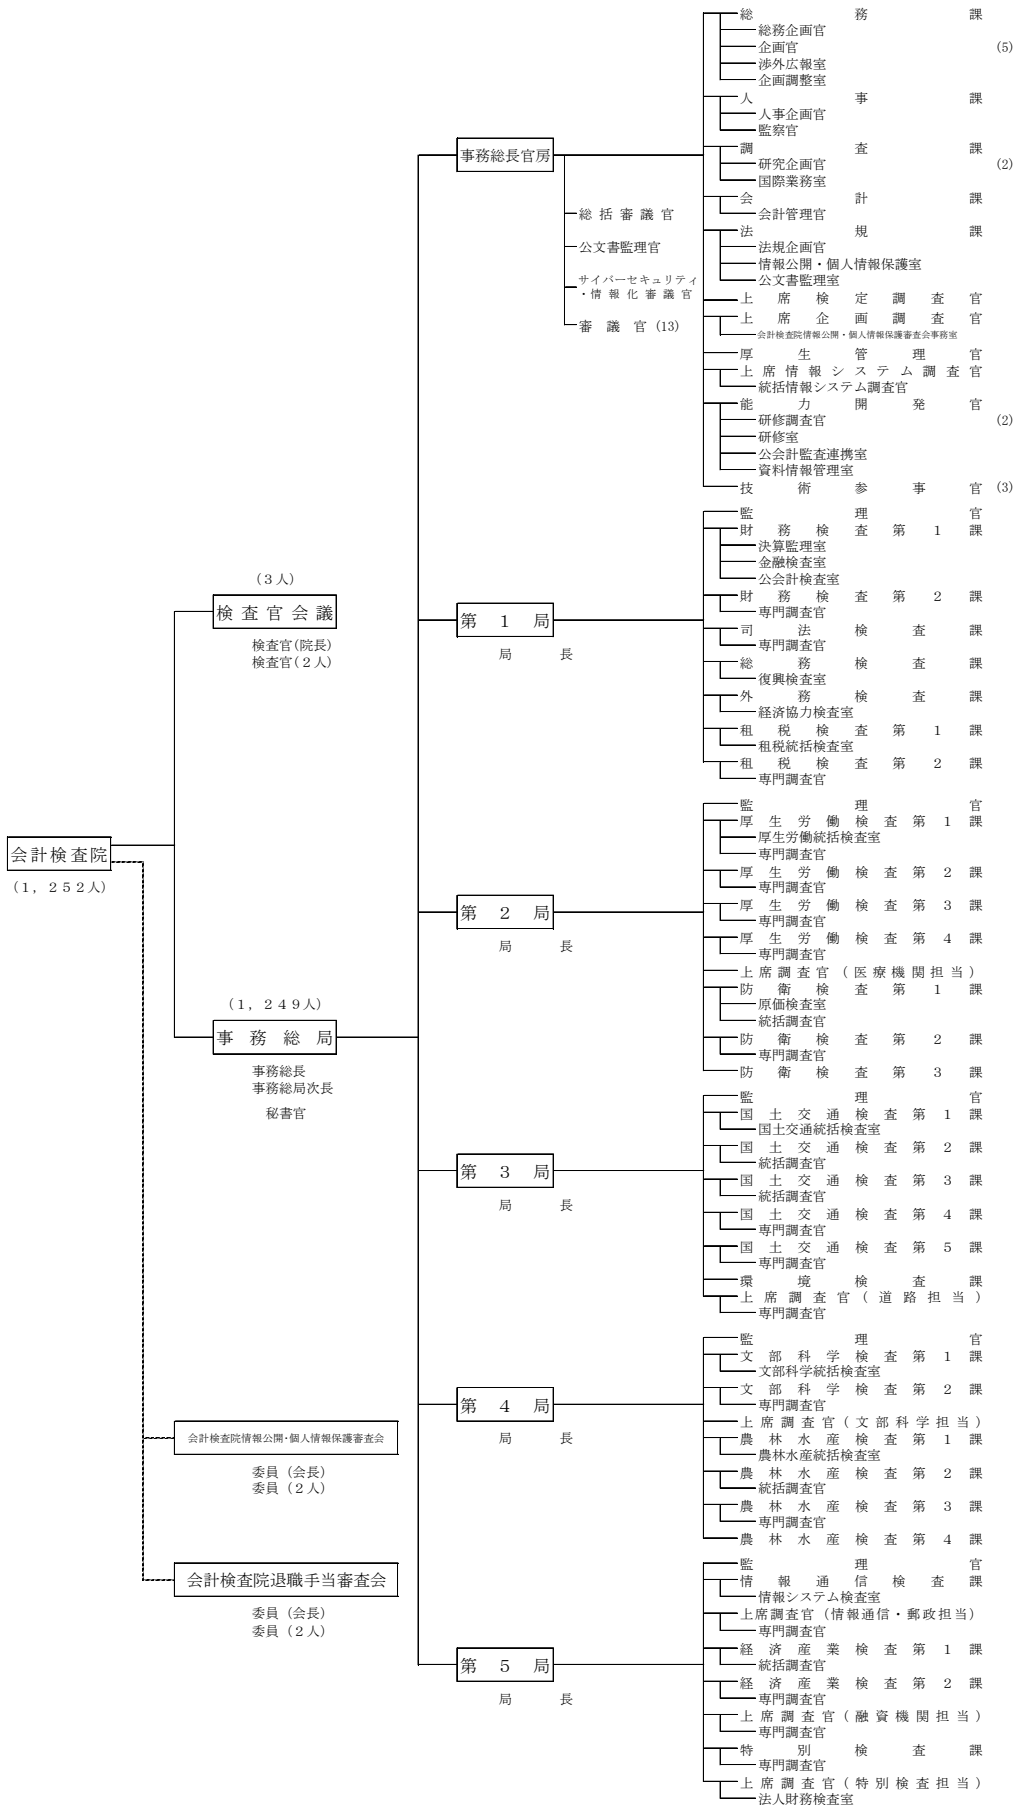 会計検査院
(1，252人)
(3人)
検査官会議
検査官(院長)
検査官(2人)
(1，249人)
事務総局
事務総長
事務総局次長
秘書官
会計検査院情報公開・個人情報保護審査会
委員(会長)
委員(2人)
会計検査院退職手当審査会
委員(会長)
委員(2人)
事務総長官房
総括審議官
公文書監理官
サイバーセキュリティ
・情報化審議官
審議官(13)
総務課
総務企画官
企画官 (5)
渉外広報室
企画調整室
人事課
人事企画官
監察官
調査課
研究企画官 (2)
国際業務室
会計課
会計管理官
法規課
法規企画官
情報公開・個人情報保護室
公文書監理室
上席検定調査官
上席企画調査官
会計検査院情報公開・個人情報保護審査会事務室
厚生管理官
上席情報システム調査官
統括情報システム調査官
能力開発官
研修調査官 (2)
研修室
公会計監査連携室
資料情報管理室
技術参事官 (3)
第1局
局長
監理官
財務検査第1課
決算監理室
金融検査室
公会計検査室
財務検査第2課
専門調査官
司法検査課
専門調査官
総務検査課
復興検査室
外務検査課
経済協力検査室
租税検査第1課
租税統括検査室
租税検査第2課
専門調査官
第2局
局長
監理官
厚生労働検査第1課
厚生労働統括検査室
専門調査官
厚生労働検査第2課
専門調査官
厚生労働検査第3課
専門調査官
厚生労働検査第4課
専門調査官
上席調査官(医療機関担当)
防衛検査第1課
原価検査室
統括調査官
防衛検査第2課
専門調査官
防衛検査第3課
第3局
局長
監理官
国土交通検査第1課
国土交通統括検査室
国土交通検査第2課
統括調査官
国土交通検査第3課
統括調査官
国土交通検査第4課
専門調査官
国土交通検査第5課
専門調査官
環境検査課
上席調査官(道路担当)
専門調査官
第4局
局長
監理官
文部科学検査第1課
文部科学統括検査室
文部科学検査第2課
専門調査官
上席調査官(文部科学担当)
農林水産検査第1課
農林水産統括検査室
農林水産検査第2課
統括調査官
農林水産検査第3課
専門調査官
農林水産検査第4課
第5局
局長
監理官
情報通信検査課
情報システム検査室
上席調査官(情報通信・郵政担当)
専門調査官
経済産業検査第1課
統括調査官
経済産業検査第2課
専門調査官
上席調査官(融資機関担当)
専門調査官
特別検査課
専門調査官
上席調査官(特別検査担当)
法人財務検査室